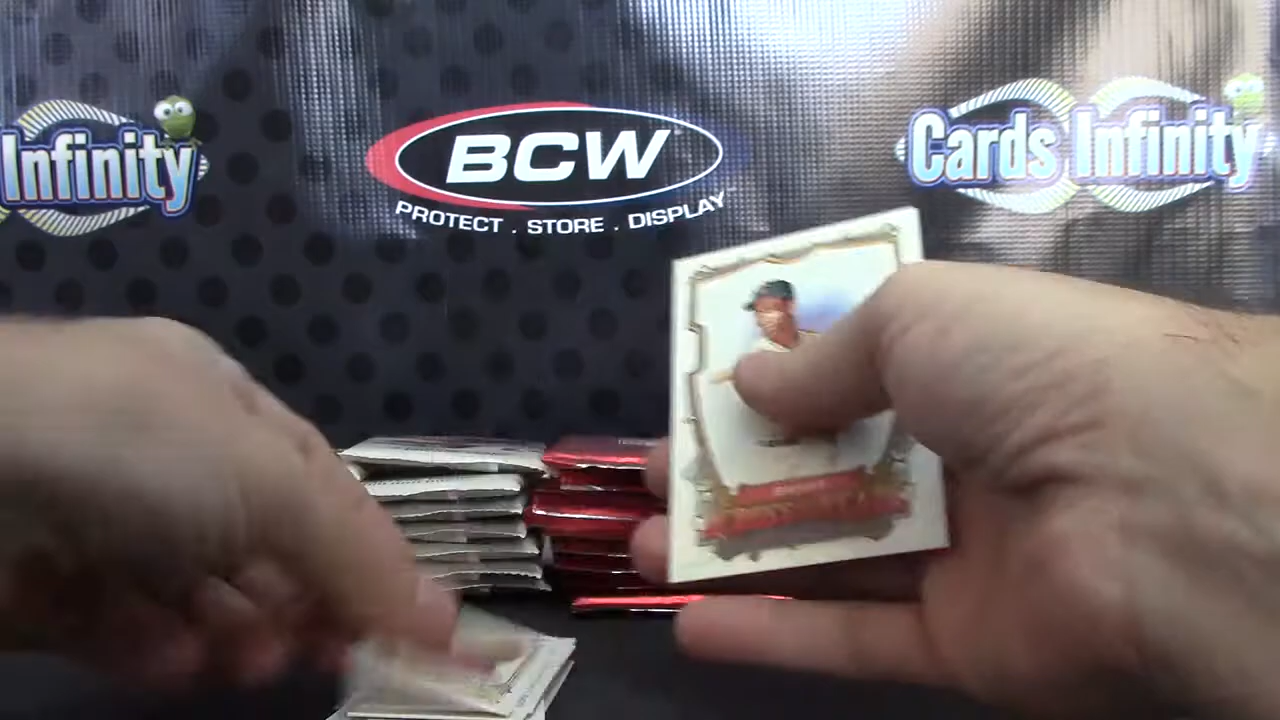 Infinity
BCW
PROTECT . STORE . DISPLAY
Cards Infinity